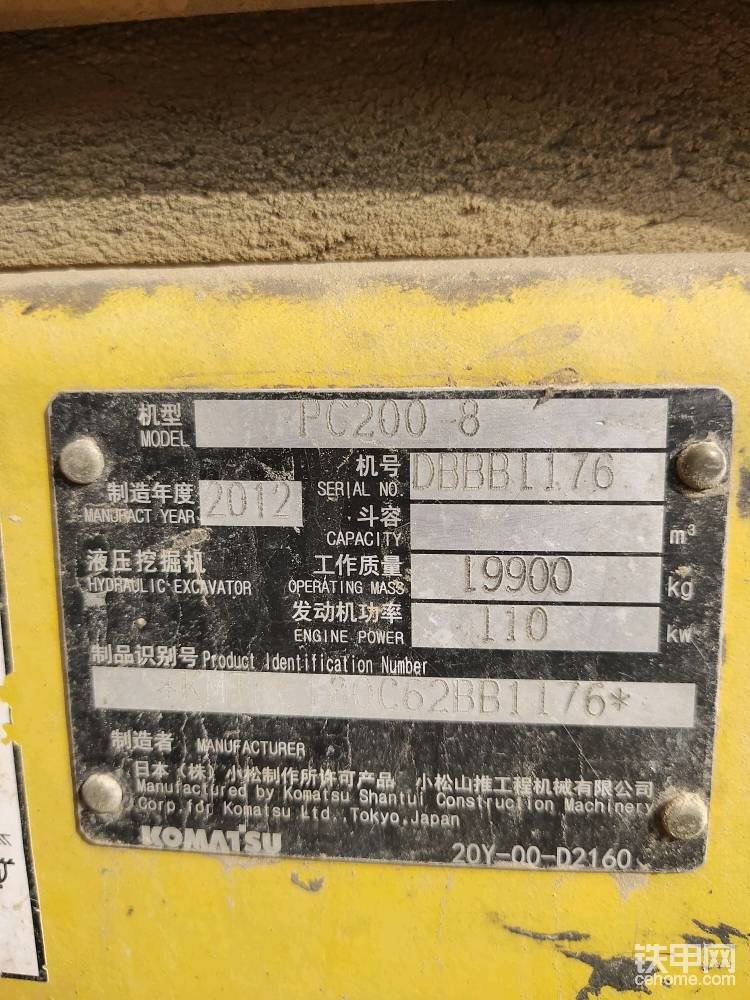 机型 PC200-8
MODEL
机号 DBBB1176
制造年度 2012 SERIAL NO.
MANUFACT YEAR 斗容
CAPACITY m³
液压挖掘机 工作质量 19900
HYDRAULIC EXCAVATOR OPERATING MASS kg
发动机功率 110
ENGINE POWER kw
制品识别号 Product Identification Number
C62BB1176*
制造者 MANUFACTURER
日本(株)小松制作所许可产品 小松山推工程机械有限公司
Manufactured by Komatsu Shantui Construction Machinery
Corp.for Komatsu Ltd.,Tokyo,Japan
KOMATSU 20Y-00-D2160
铁甲网
cehome.com